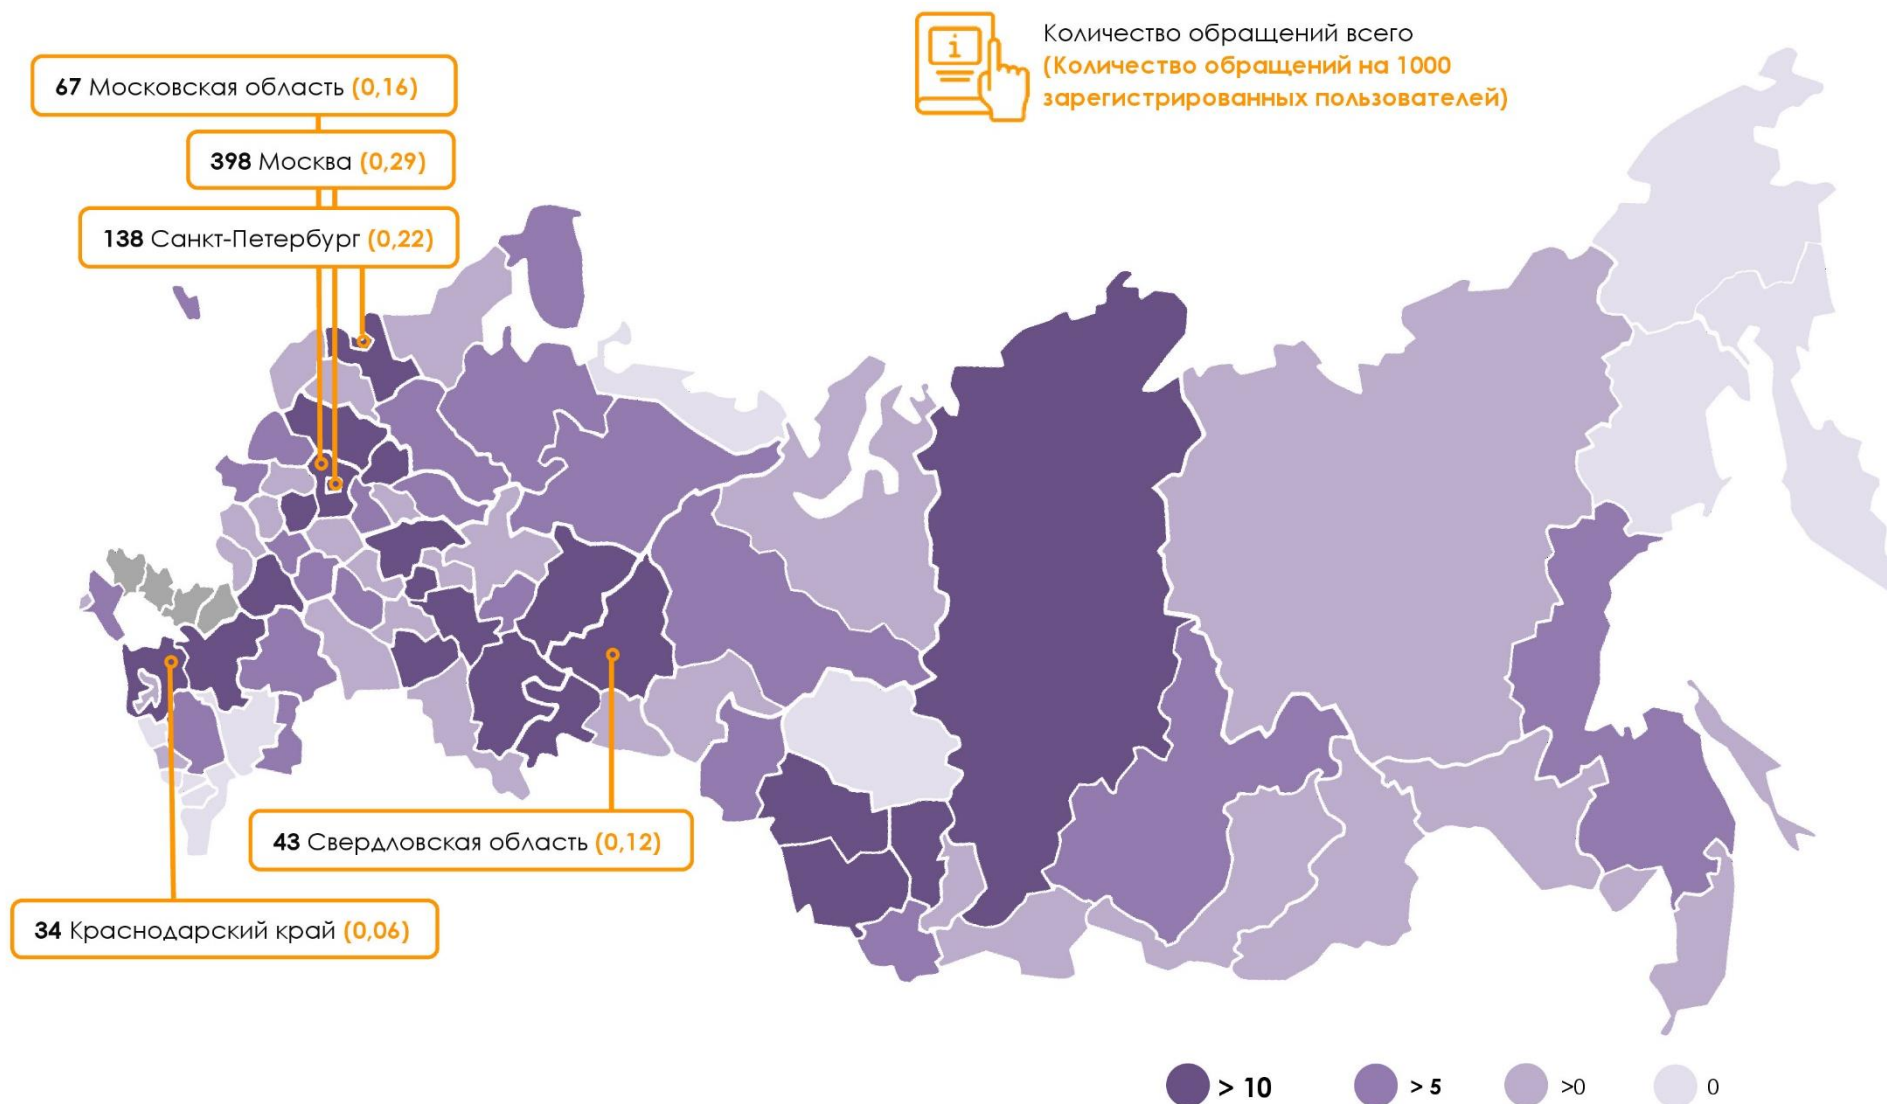 Количество обращений всего
(Количество обращений на 1000
зарегистрированных пользователей)
i
67 Московская область (0,16)
398 Москва (0,29)
138 Санкт-Петербург (0,22)
43 Свердловская область (0,12)
34 Краснодарский край (0,06)
> 10
> 5
>0
0